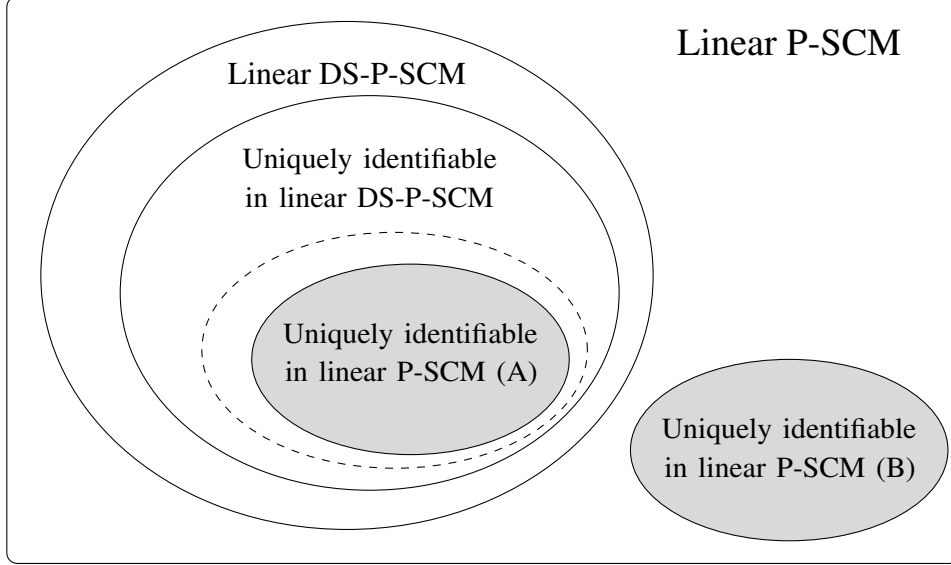 Linear P-SCM
Linear DS-P-SCM
Uniquely identifiable
in linear DS-P-SCM
Uniquely identifiable
in linear P-SCM (A)
Uniquely identifiable
in linear P-SCM (B)